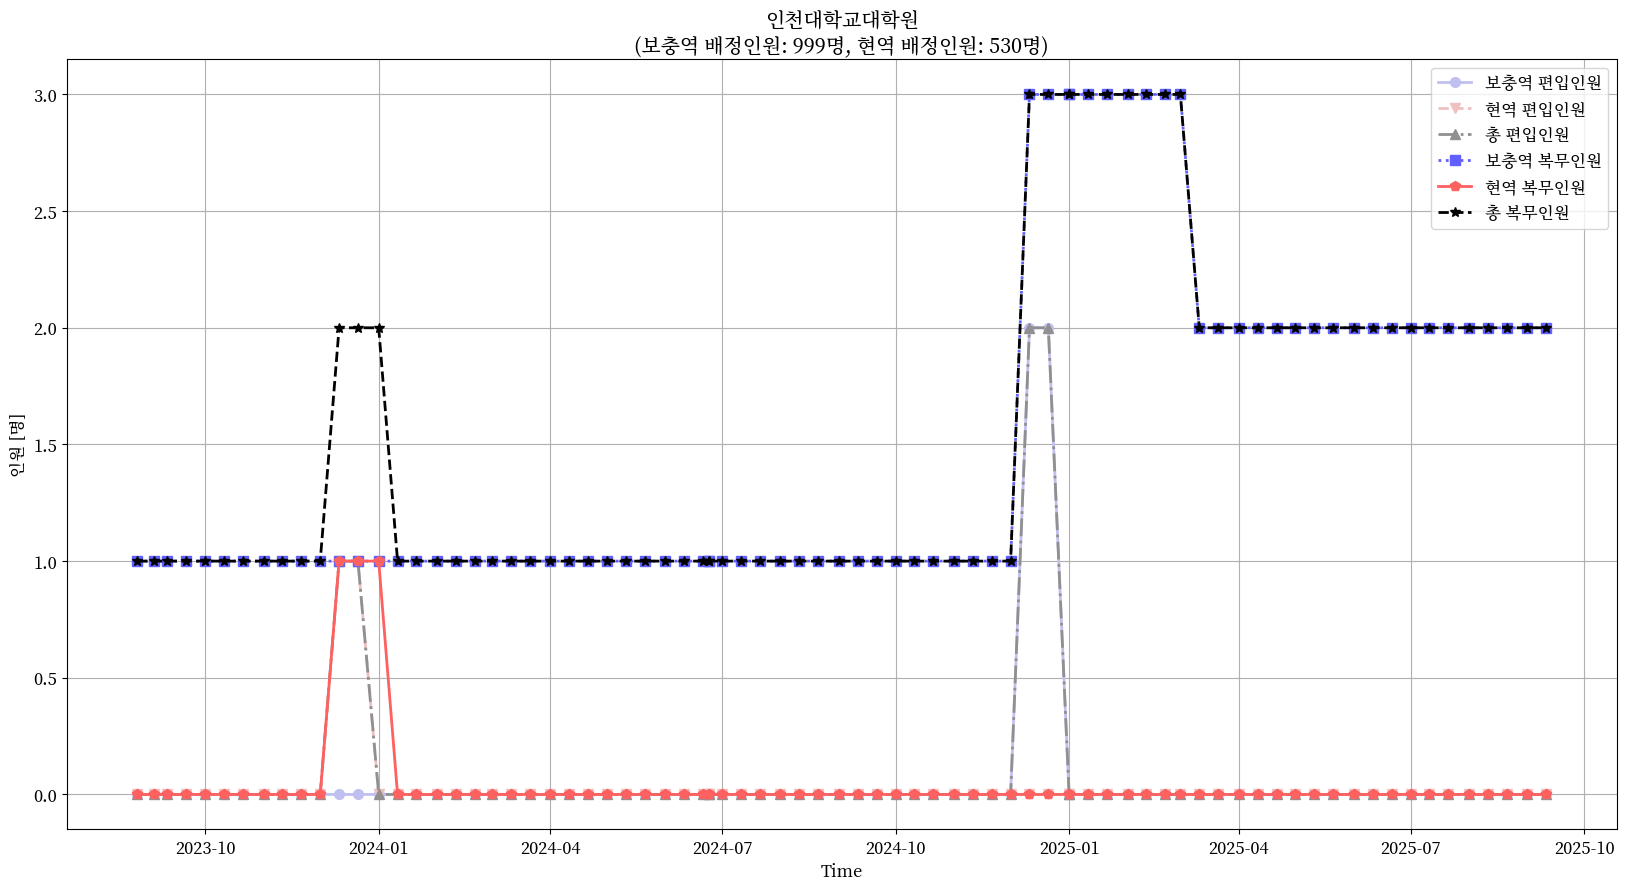 인천대학교대학원
(보충역 배정인원: 999명, 현역 배정인원: 530명)
보충역 편입인원
현역 편입인원
총 편입인원
보충역 복무인원
현역 복무인원
총 복무인원
인원 [명]
3.0
2.5
2.0
1.5
1.0
0.5
0.0
2023-10
2024-01
2024-04
2024-07
2024-10
2025-01
2025-04
2025-07
2025-10
Time